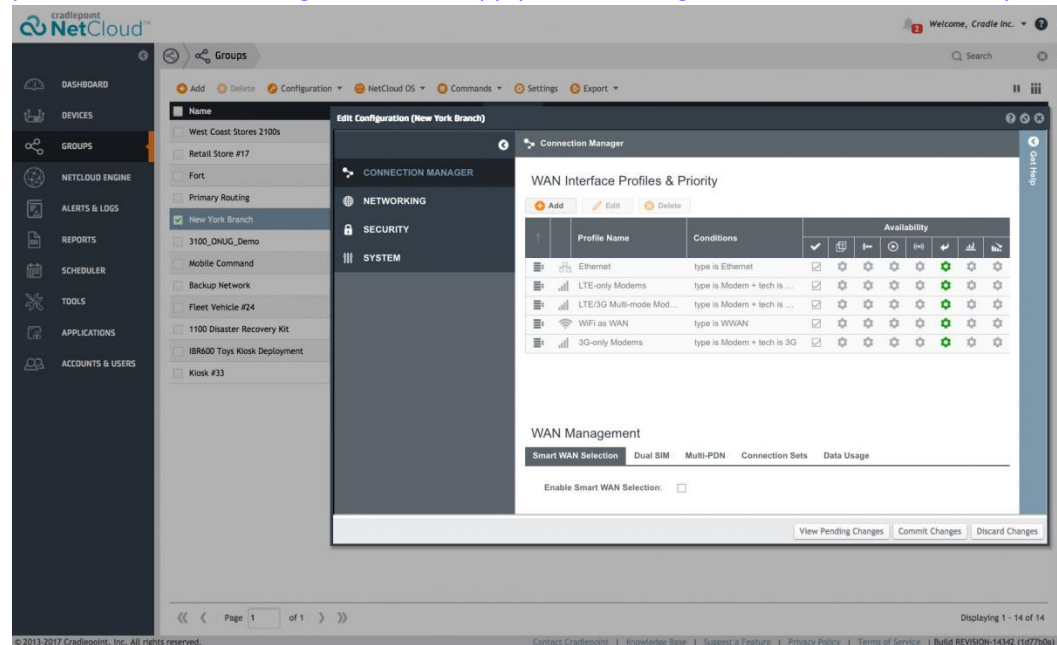 cradlepoint
NetCloud™
2 Welcome, Cradle Inc.
Groups
Search
DASHBOARD
DEVICES
GROUPS
NETCLOUD ENGINE
ALERTS & LOGS
REPORTS
SCHEDULER
TOOLS
APPLICATIONS
ACCOUNTS & USERS
Add Delete Configuration NetCloud OS Commands Settings Export
Name
West Coast Stores 2100s
Retail Store #17
Fort
Primary Routing
New York Branch
3100_ONUG_Demo
Mobile Command
Backup Network
Fleet Vehicle #24
1100 Disaster Recovery Kit
IBR600 Toys Kiosk Deployment
Kiosk #33
Edit Configuration (New York Branch)
CONNECTION MANAGER
NETWORKING
SECURITY
SYSTEM
Connection Manager
Get Help
WAN Interface Profiles & Priority
Add Edit Delete
Profile Name Conditions Availability
Ethernet type is Ethernet
LTE-only Modems type is Modem + tech is ...
LTE/3G Multi-mode Mod... type is Modem + tech is ...
WiFi as WAN type is WWAN
3G-only Modems type is Modem + tech is 3G
WAN Management
Smart WAN Selection Dual SIM Multi-PDN Connection Sets Data Usage
Enable Smart WAN Selection:
View Pending Changes Commit Changes Discard Changes
Page 1 of 1
Displaying 1 - 14 of 14
© 2013-2017 Cradlepoint, Inc. All rights reserved.
Contact Cradlepoint | Knowledge Base | Suggest a Feature | Privacy Policy | Terms of Service | Build REVISION-14342 (1d77b0a)